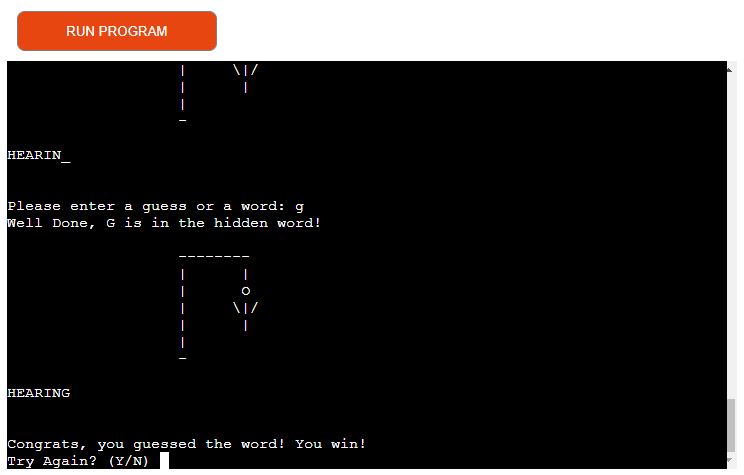 RUN PROGRAM
HEARIN_
Please enter a guess or a word: g
Well Done, G is in the hidden word!
HEARING
Congrats, you guessed the word! You win!
Try Again? (Y/N)